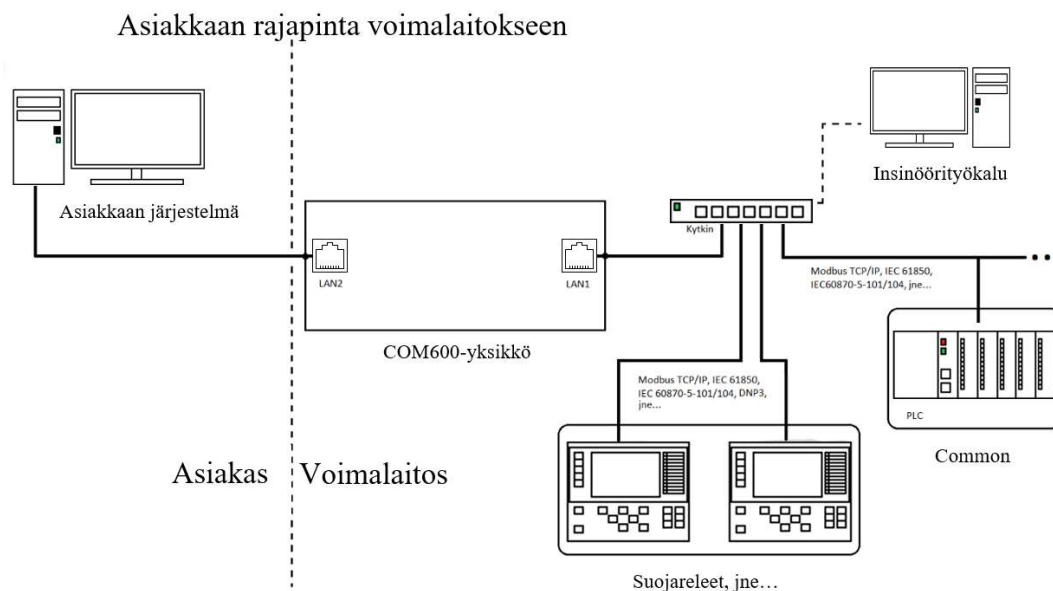 Asiakkaan rajapinta voimalaitokseen
Asiakkaan järjestelmä
Insinöörityökalu
Kytkin
LAN2
LAN1
COM600-yksikkö
Modbus TCP/IP, IEC 61850,
IEC60870-5-101/104, jne...
Modbus TCP/IP, IEC 61850,
IEC 60870-5-101/104, DNP3,
jne...
PLC
Common
Asiakas
Voimalaitos
Suojareleet, jne…